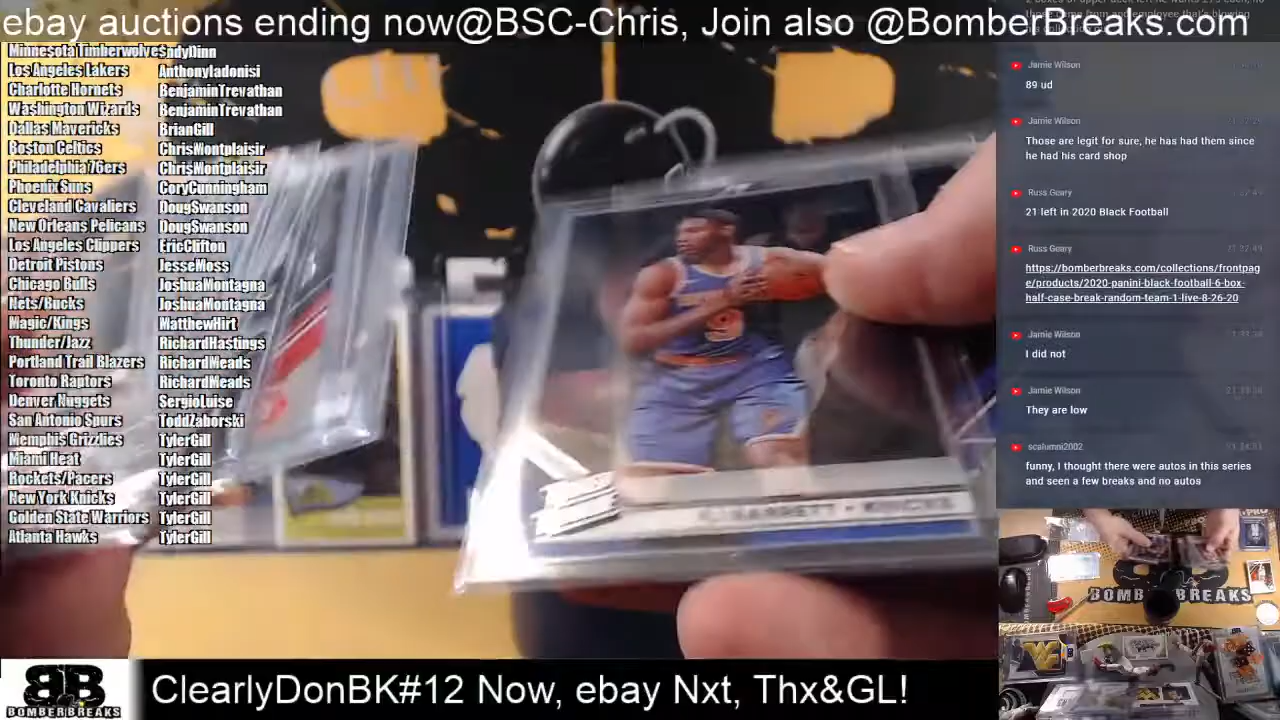 ebay auctions ending now@BSC-Chris, Join also @BomberBreaks.com
Minnesota Timberwolves
Los Angeles Lakers AnthonyIadonisi
Charlotte Hornets BenjaminTrevathan
Washington Wizards BenjaminTrevathan
Dallas Mavericks BrianGill
Boston Celtics ChrisMontplaisir
Philadelphia 76ers ChrisMontplaisir
Phoenix Suns CoryCunningham
Cleveland Cavaliers DougSwanson
New Orleans Pelicans DougSwanson
Los Angeles Clippers EricClifton
Detroit Pistons JesseMoss
Chicago Bulls JoshuaMontagna
Nets/Bucks JoshuaMontagna
Magic/Kings MatthewHirt
Thunder/Jazz RichardHastings
Portland Trail Blazers RichardMeads
Toronto Raptors RichardMeads
Denver Nuggets SergioLuise
San Antonio Spurs ToddZaborski
Memphis Grizzlies TylerGill
Miami Heat TylerGill
Rockets/Pacers TylerGill
New York Knicks TylerGill
Golden State Warriors TylerGill
Atlanta Hawks TylerGill
9
BARRETT • KNICKS
Jamie Wilson
89 ud
Jamie Wilson
Those are legit for sure, he has had them since
he had his card shop
Russ Geary
21 left in 2020 Black Football
Russ Geary
https://bomberbreaks.com/collections/frontpag
e/products/2020-panini-black-football-6-box-
half-case-break-random-team-1-live-8-26-20
Jamie Wilson
I did not
Jamie Wilson
They are low
scalumni2002
funny, I thought there were autos in this series
and seen a few breaks and no autos
BOMBERBREAKS
BB
BOMBERBREAKS
ClearlyDonBK#12 Now, ebay Nxt, Thx&GL!